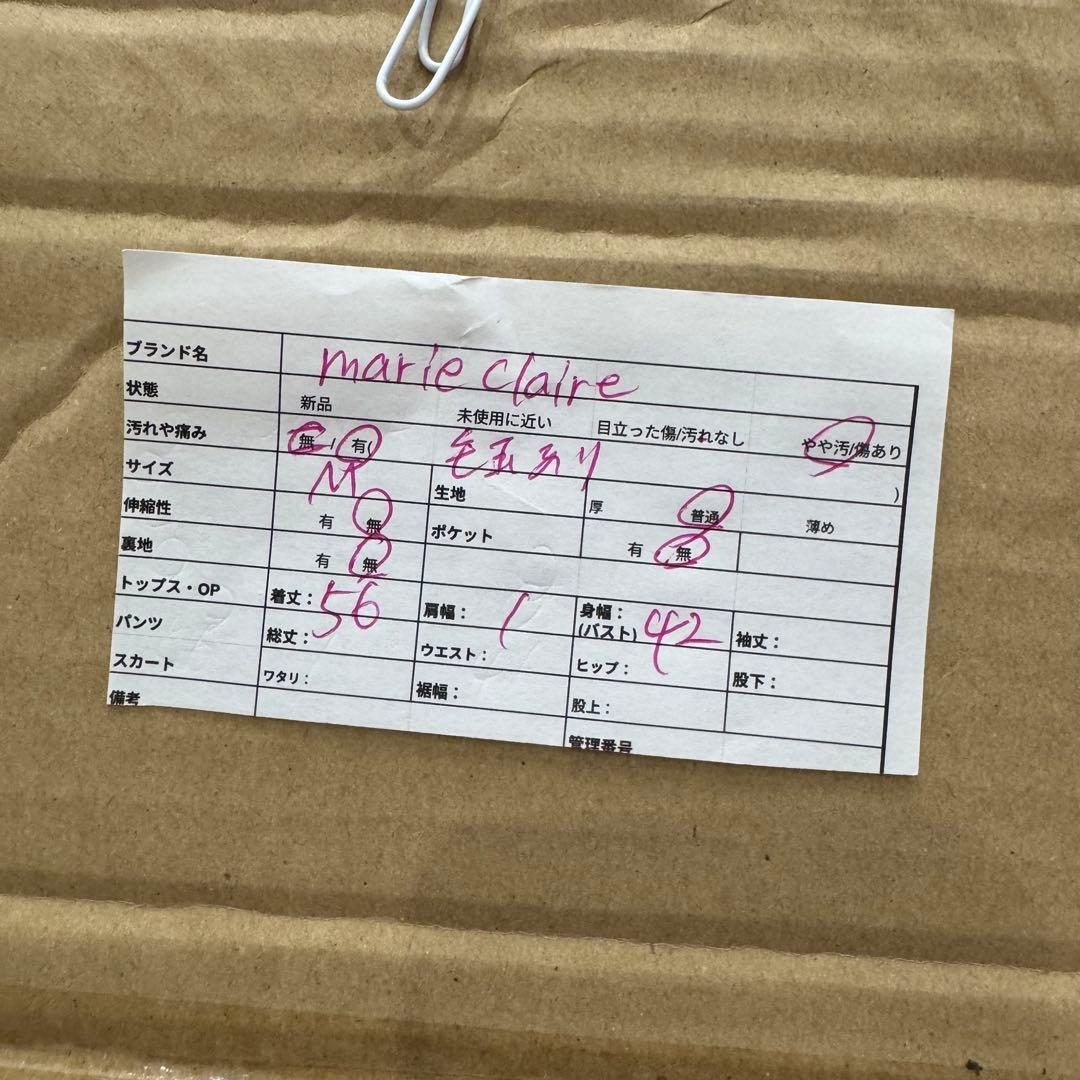 ブランド名 marie claire
状態 新品 未使用に近い 目立った傷/汚れなし やや汚/傷あり
汚れや痛み 無 / 有( 毛玉あり )
サイズ M 生地 厚 普通 薄め
伸縮性 有 無 ポケット 有 無
裏地 有 無
トップス・OP 着丈: 56 肩幅: / 身幅:(バスト) 42 袖丈:
パンツ 総丈: ウエスト: ヒップ: 股下:
スカート ワタリ: 裾幅: 股上:
備考 管理番号